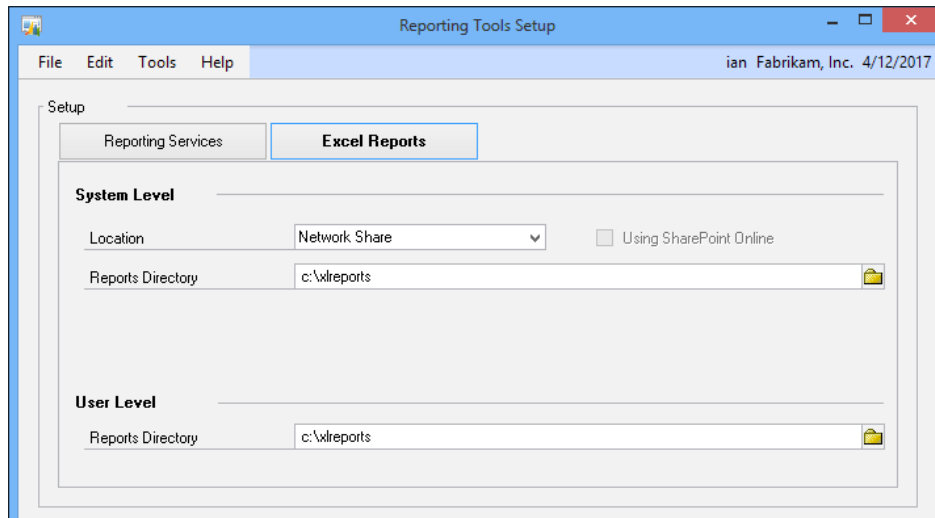 Reporting Tools Setup
File Edit Tools Help ian Fabrikam, Inc. 4/12/2017
Setup
Reporting Services Excel Reports
System Level
Location Network Share Using SharePoint Online
Reports Directory c:\xlreports
User Level
Reports Directory c:\xlreports